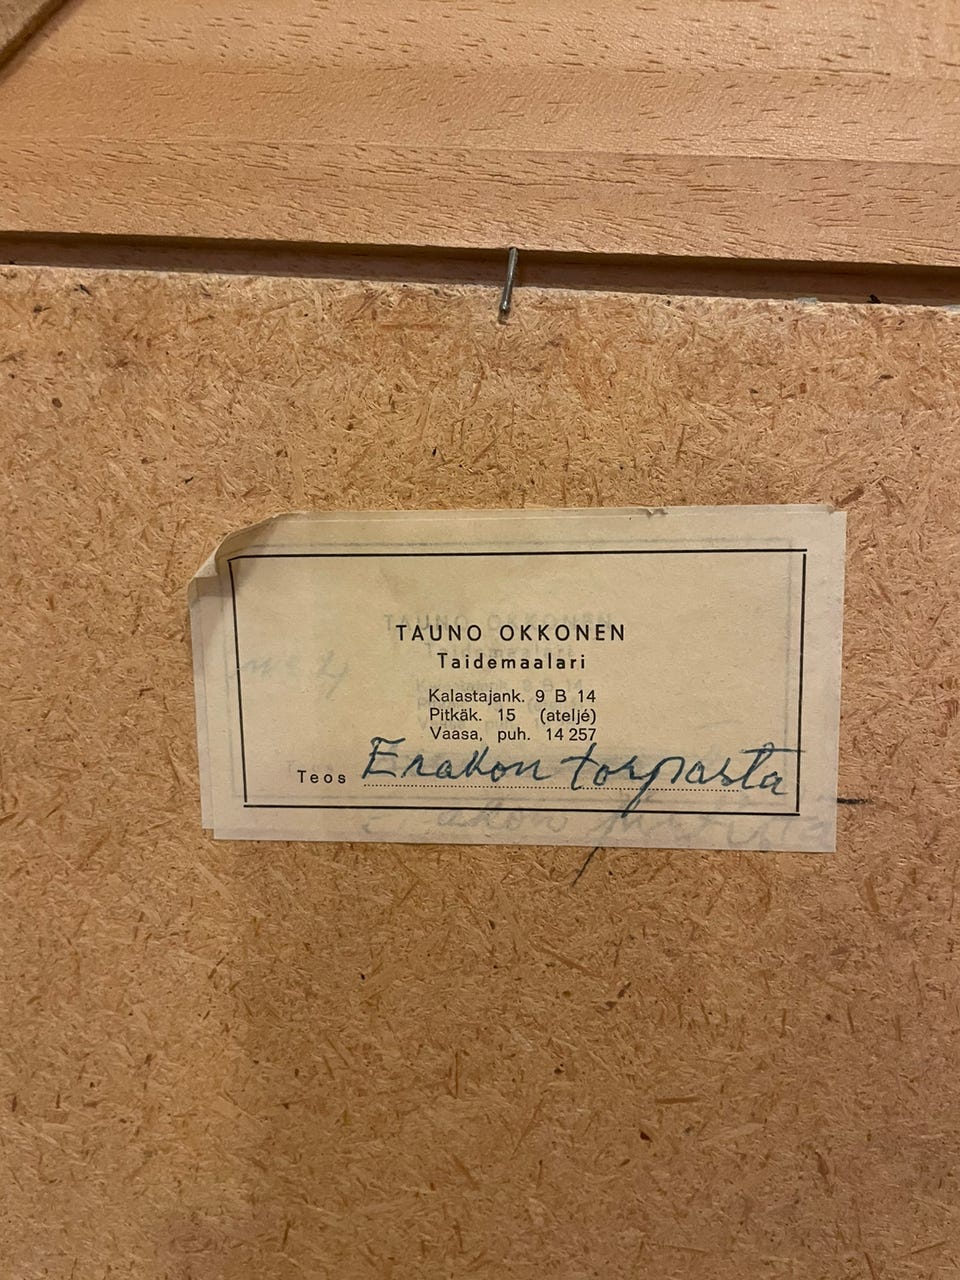 TAUNO OKKONEN
Taidemaalari
Kalastajank. 9 B 14
Pitkäk. 15 (ateljé)
Vaasa, puh. 14 257
Teos Erakon torpasta